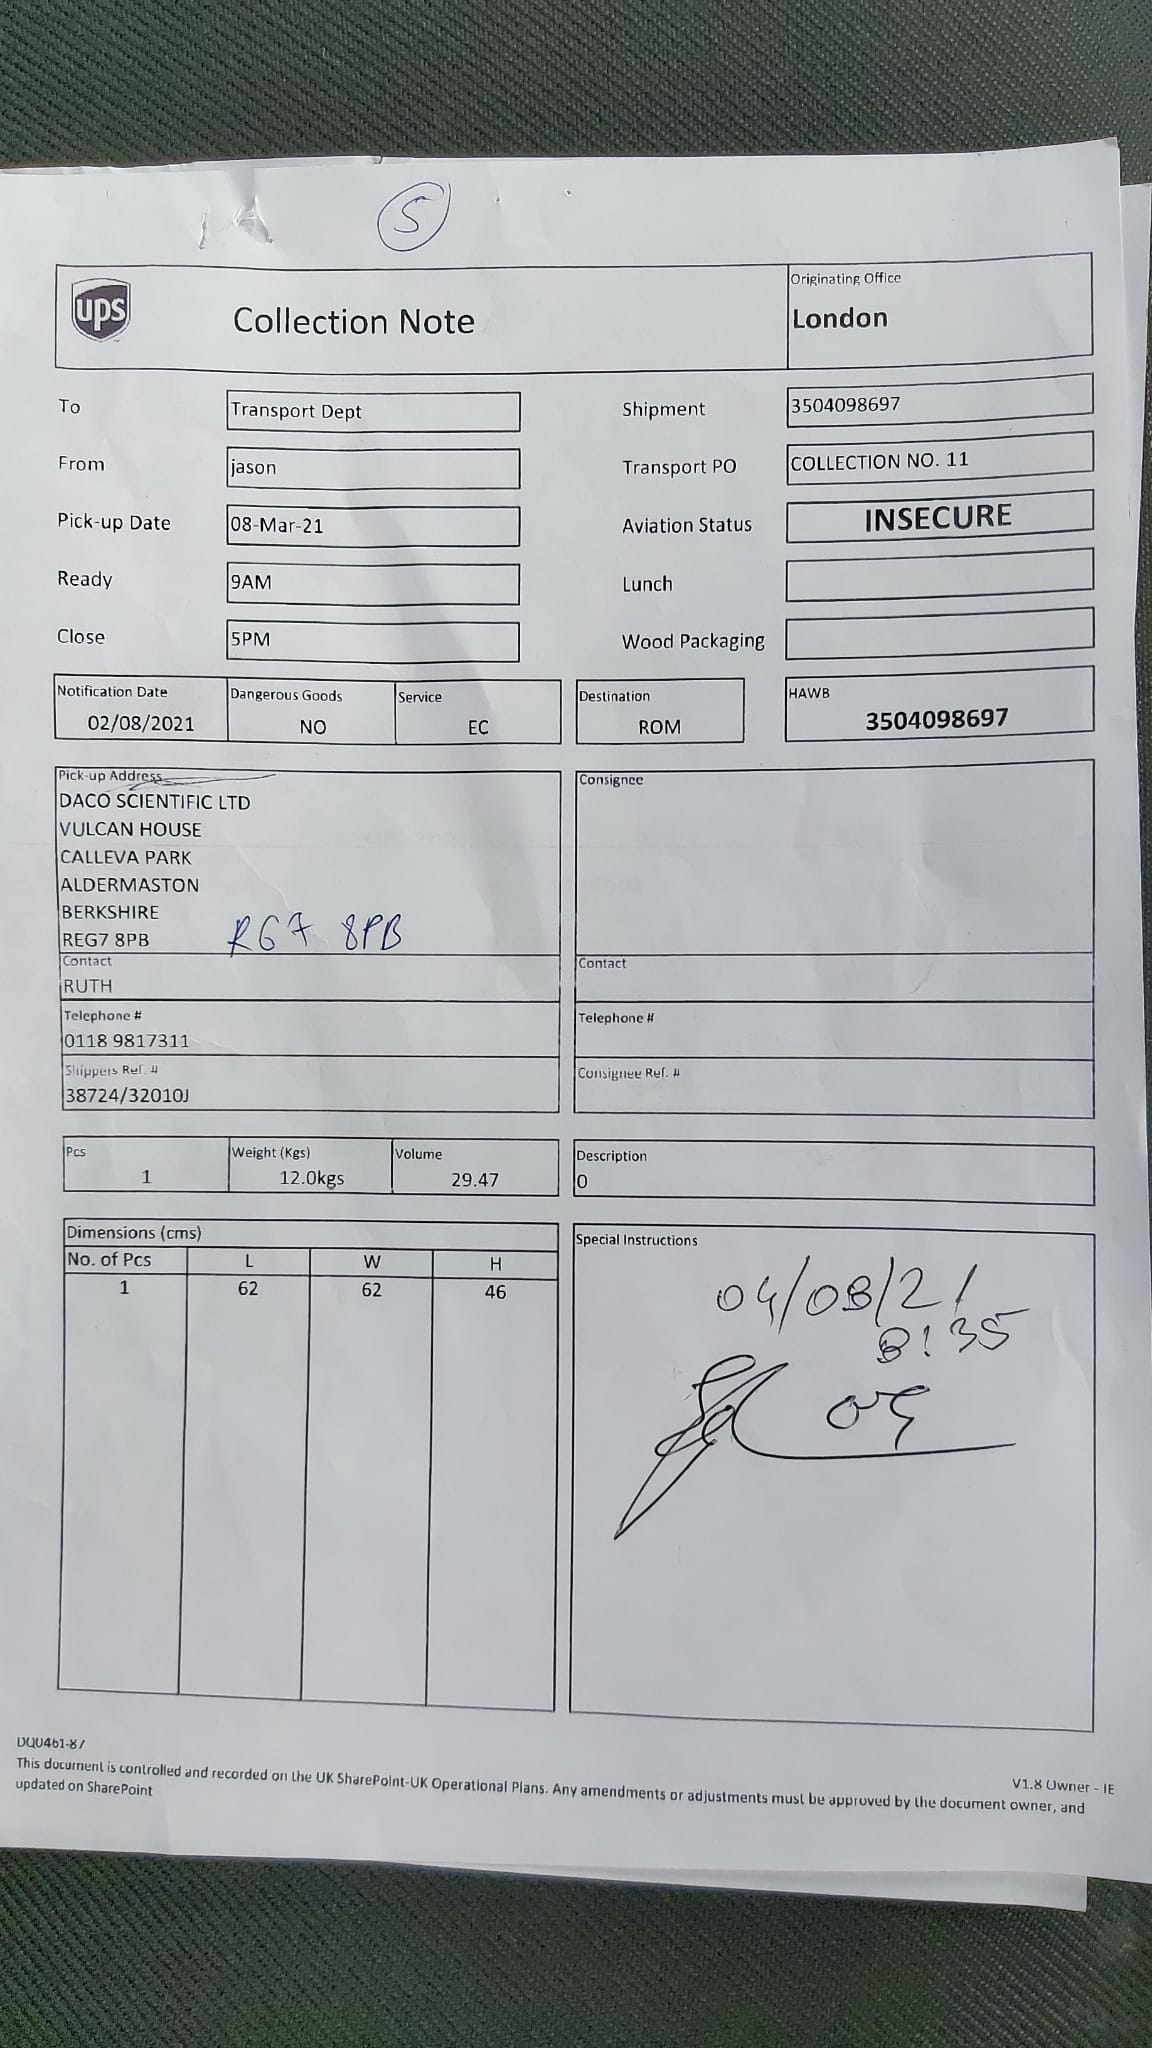 S
ups
Collection Note
Originating Office
London
To
Transport Dept
Shipment
3504098697
From
jason
Transport PO
COLLECTION NO. 11
Pick-up Date
08-Mar-21
Aviation Status
INSECURE
Ready
9AM
Lunch
Close
5PM
Wood Packaging
Notification Date
02/08/2021
Dangerous Goods
NO
Service
EC
Destination
ROM
HAWB
3504098697
Pick-up Address
DACO SCIENTIFIC LTD
VULCAN HOUSE
CALLEVA PARK
ALDERMASTON
BERKSHIRE
REG7 8PB
RG7 8PB
Consignee
Contact
RUTH
Contact
Telephone #
0118 9817311
Telephone #
Shippers Ref. #
38724/32010J
Consignee Ref. #
Pcs
1
Weight (Kgs)
12.0kgs
Volume
29.47
Description
0
Dimensions (cms)
No. of Pcs L W H
1 62 62 46
Special Instructions
04/08/21
8:35
DQ0461-87
This document is controlled and recorded on the UK SharePoint-UK Operational Plans. Any amendments or adjustments must be approved by the document owner, and
updated on SharePoint
V1.8 Owner - IE